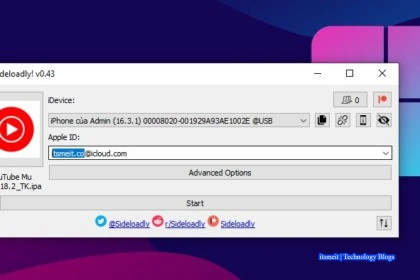 deloadly! v0.43
iDevice:
0
iPhone của Admin (16.3.1) 00008020-001929A93AE1002E @USB
Apple ID:
tsmeit.co@icloud.com
Advanced Options
uTube Mu
18.2_TK.ipa
Start
@Sideloadly r/Sideloadly Sideloadly
itsmeit | Technology Blogs